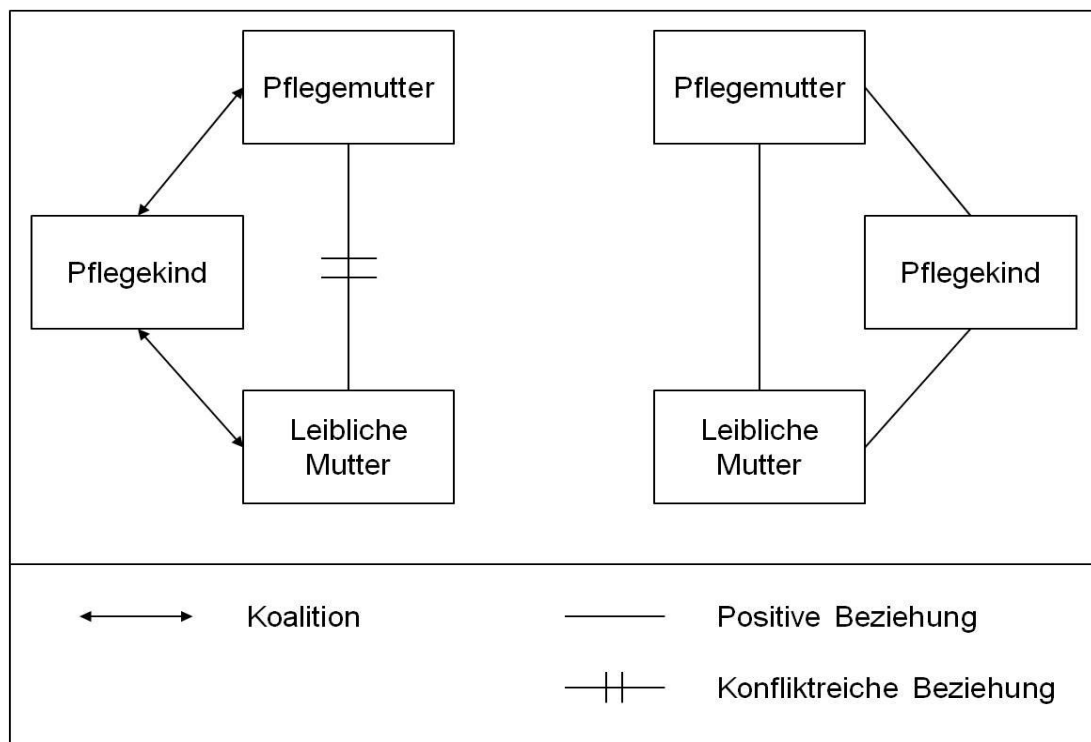 Pflegemutter
Pflegekind
Leibliche
Mutter
Pflegemutter
Pflegekind
Leibliche
Mutter
Koalition
Positive Beziehung
Konfliktreiche Beziehung